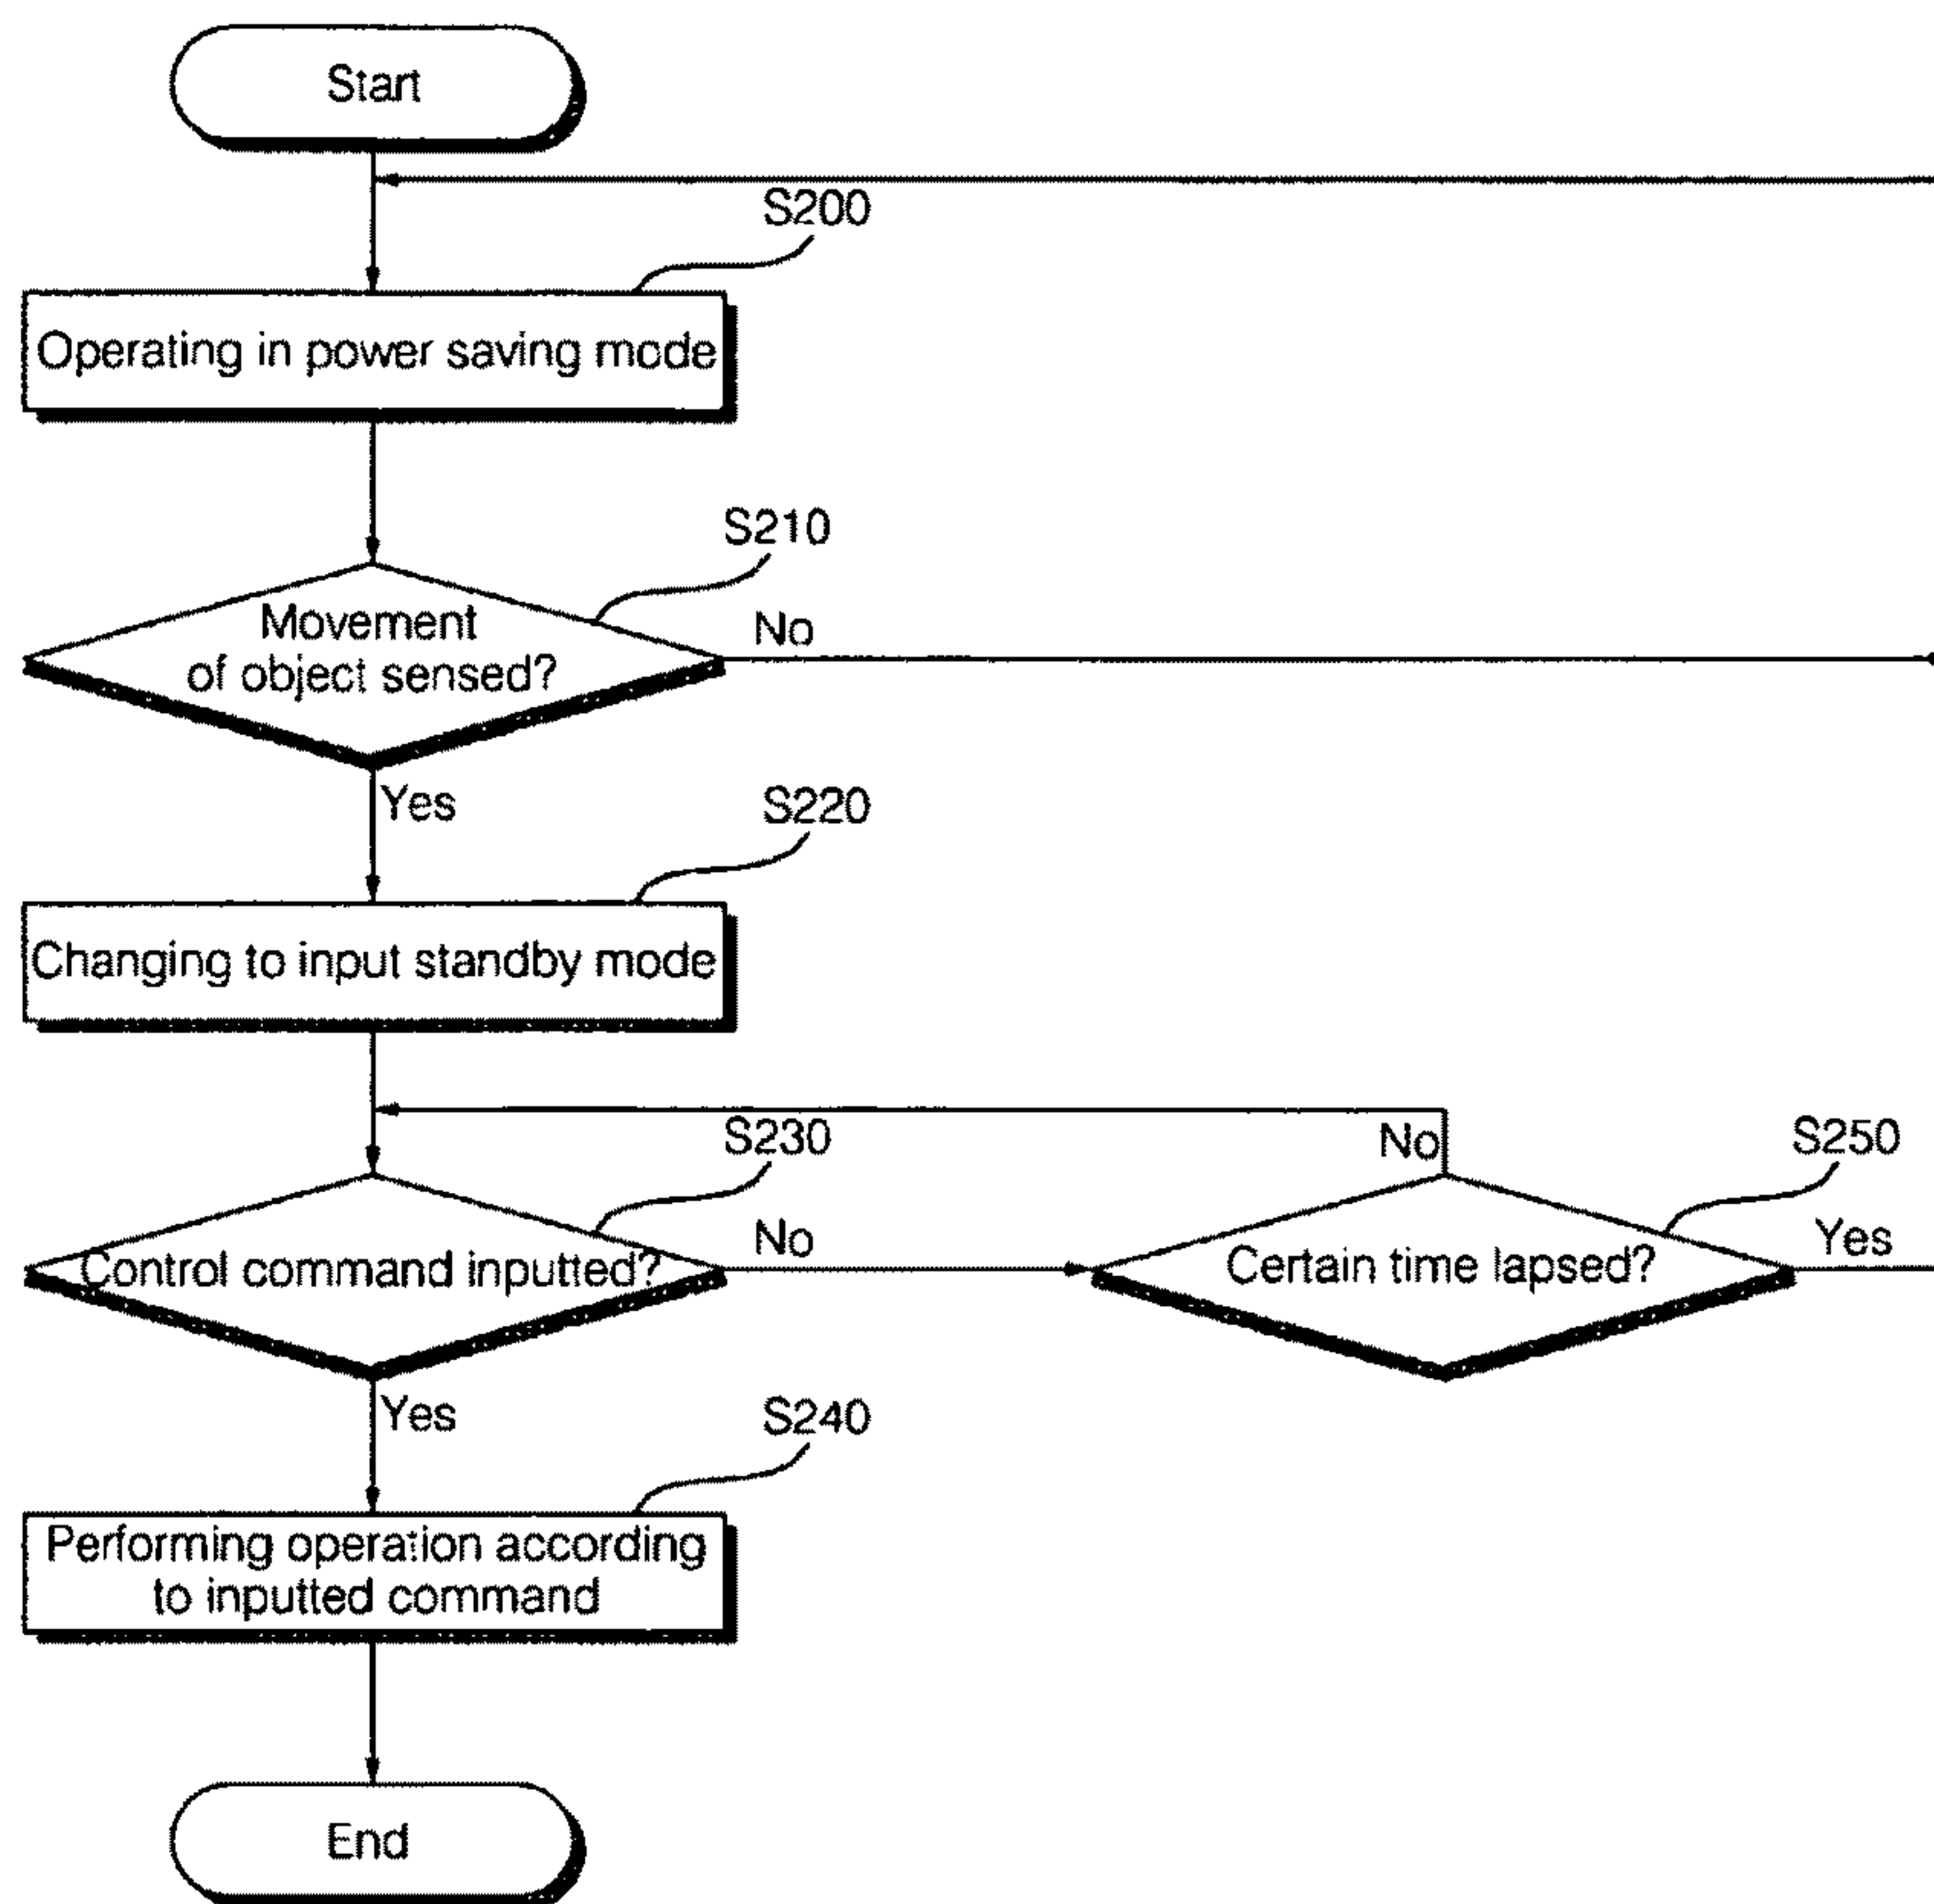 Start
S200
Operating in power saving mode
S210
Movement
of object sensed?
No
Yes
S220
Changing to input standby mode
S230
No
S250
Control command inputted?
No
Certain time lapsed?
Yes
Yes
S240
Performing operation according
to inputted command
End